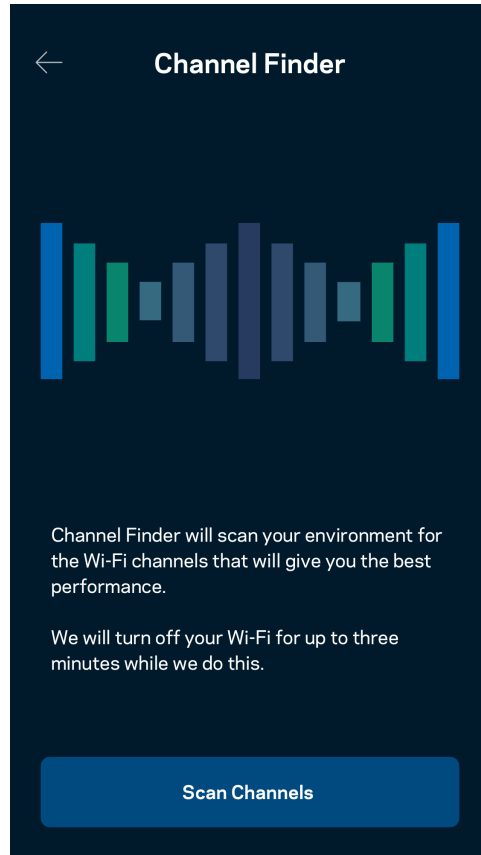 Channel Finder
Channel Finder will scan your environment for
the Wi-Fi channels that will give you the best
performance.
We will turn off your Wi-Fi for up to three
minutes while we do this.
Scan Channels